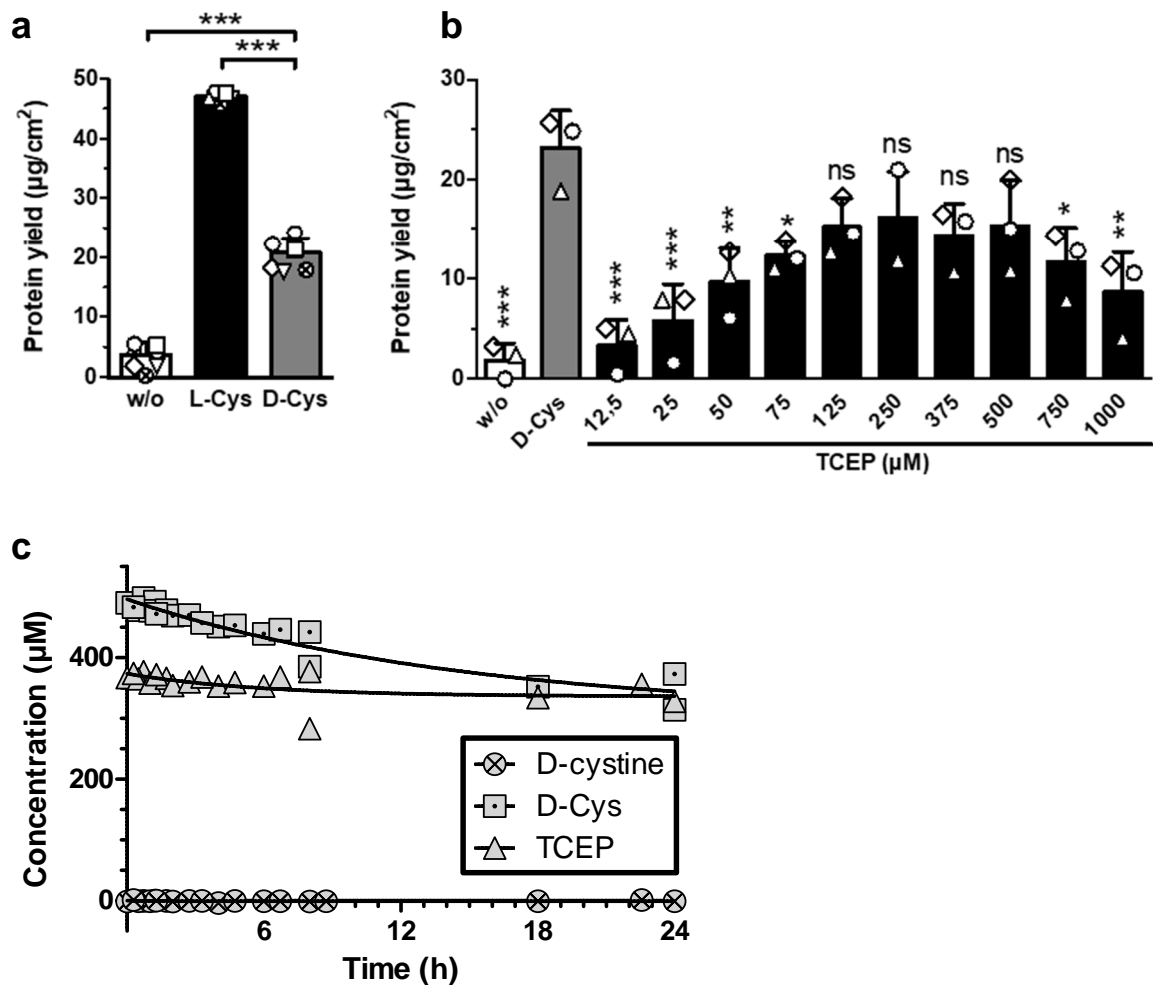 a
***
***
Protein yield (µg/cm²)
50
40
30
20
10
0
w/o
L-Cys
D-Cys
b
Protein yield (µg/cm²)
30
20
10
0
***
***
***
**
*
ns
ns
ns
ns
*
**
w/o
D-Cys
12,5
25
50
75
125
250
375
500
750
1000
TCEP (µM)
c
Concentration (µM)
400
200
0
6
12
18
24
Time (h)
D-cystine
D-Cys
TCEP